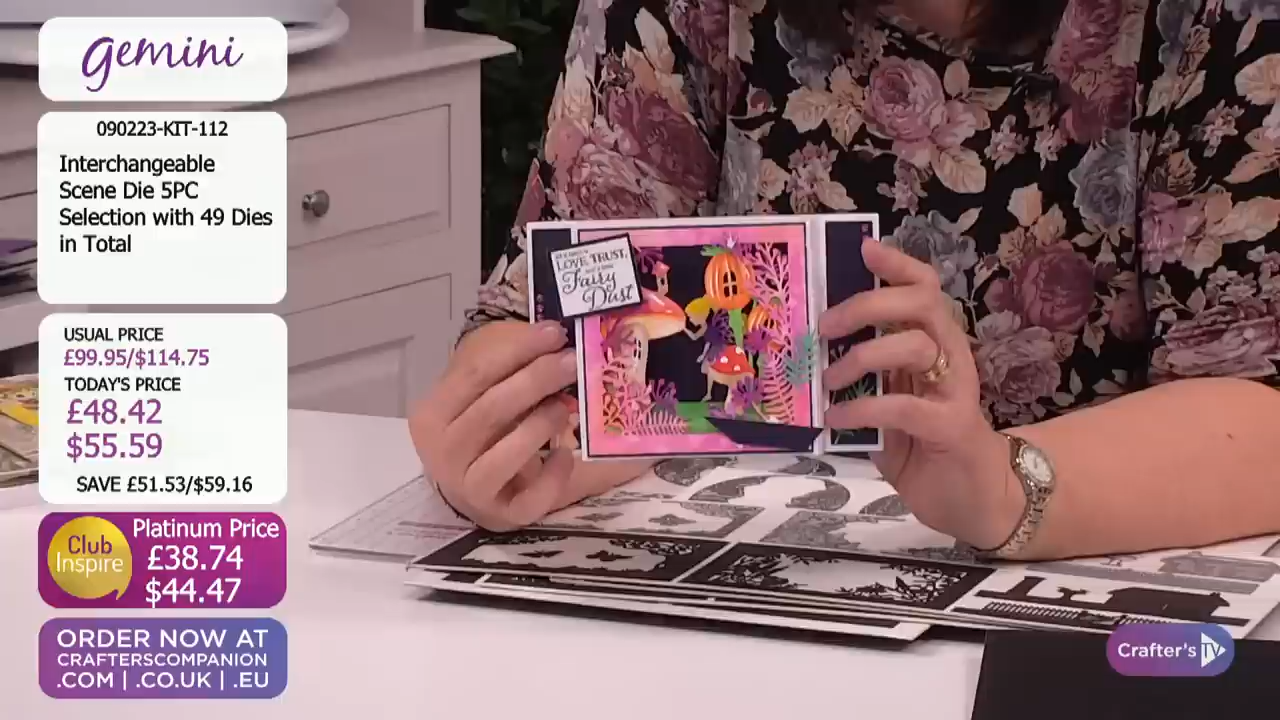 gemini
090223-KIT-112
Interchangeable
Scene Die 5PC
Selection with 49 Dies
in Total
USUAL PRICE
£99.95/$114.75
TODAY'S PRICE
£48.42
$55.59
SAVE £51.53/$59.16
Club
Inspire
Platinum Price
£38.74
$44.47
ORDER NOW AT
CRAFTERSCOMPANION
.COM | .CO.UK | .EU
LOVE, TRUST,
Fairy
Dust
Crafter's TV